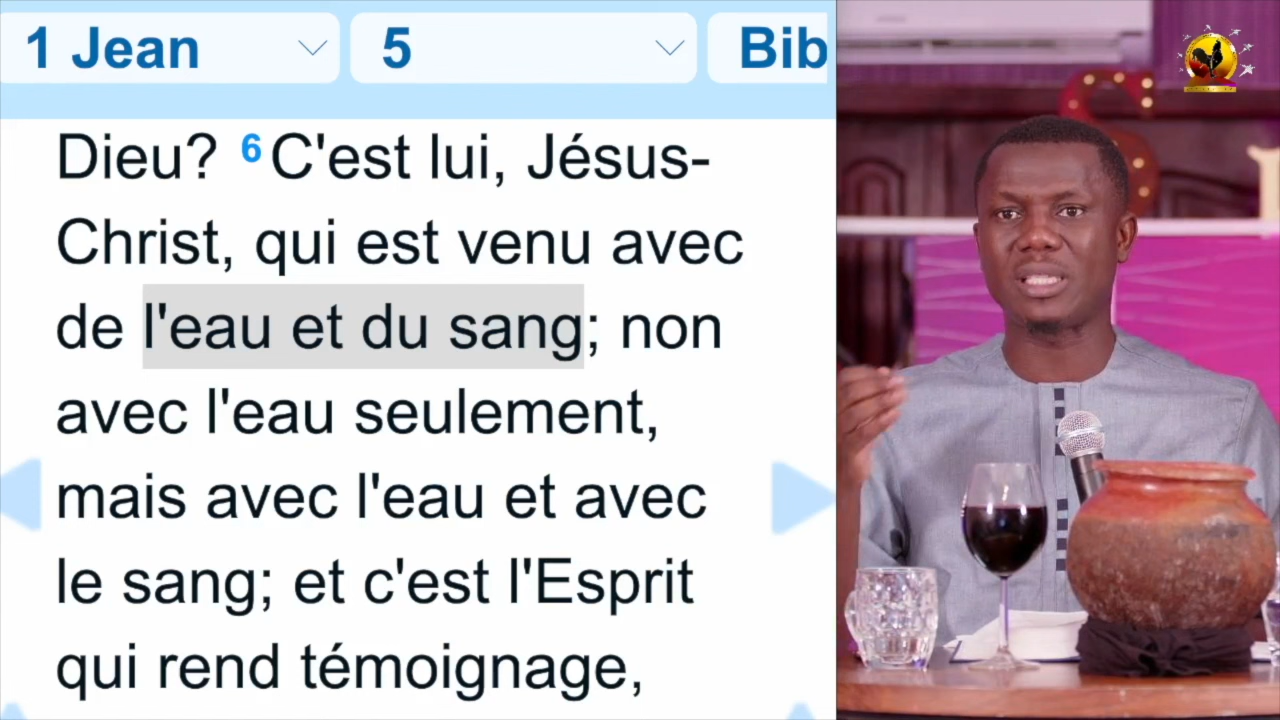 1 Jean
5
Bib
Dieu? 6 C'est lui, Jésus-
Christ, qui est venu avec
de l'eau et du sang; non
avec l'eau seulement,
mais avec l'eau et avec
le sang; et c'est l'Esprit
qui rend témoignage,